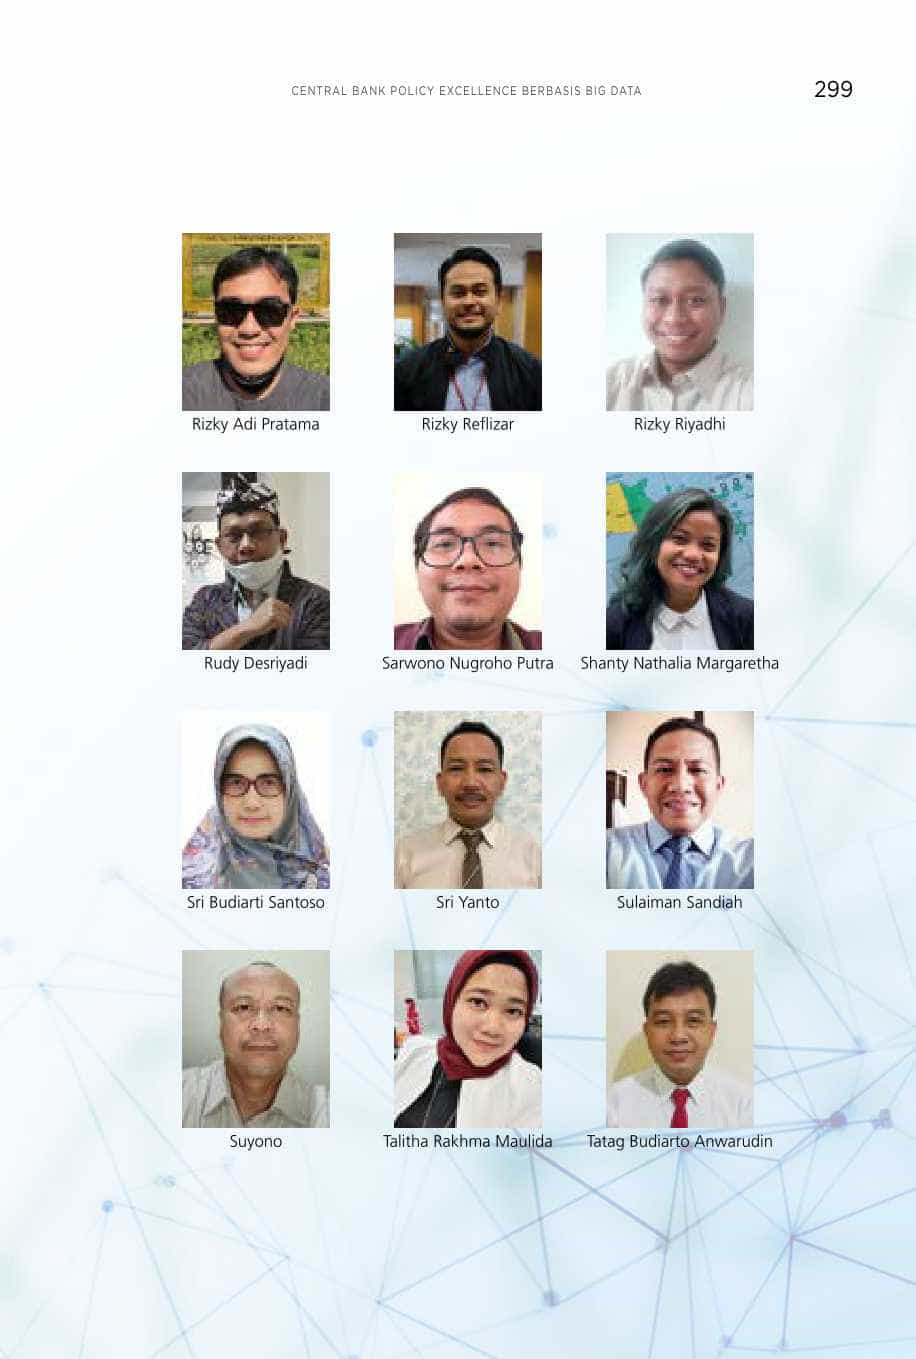 CENTRAL BANK POLICY EXCELLENCE BERBASIS BIG DATA
299
Rizky Adi Pratama
Rizky Reflizar
Rizky Riyadhi
Rudy Desriyadi
Sarwono Nugroho Putra
Shanty Nathalia Margaretha
Sri Budiarti Santoso
Sri Yanto
Sulaiman Sandiah
Suyono
Talitha Rakhma Maulida
Tatag Budiarto Anwarudin